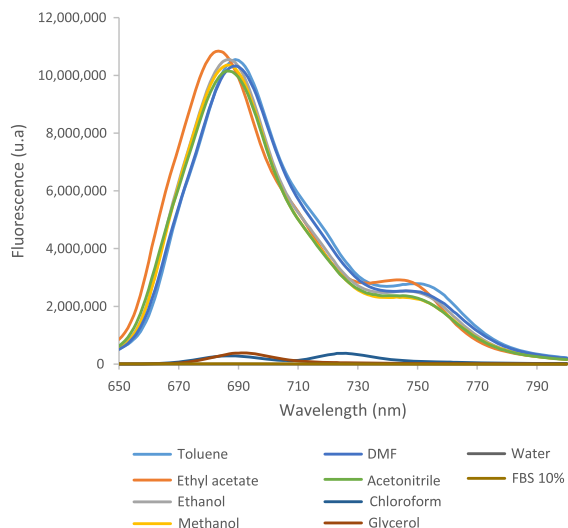 12,000,000
10,000,000
8,000,000
6,000,000
4,000,000
2,000,000
0
Fluorescence (u.a)
650 670 690 710 730 750 770 790
Wavelength (nm)
Toluene DMF Water
Ethyl acetate Acetonitrile FBS 10%
Ethanol Chloroform
Methanol Glycerol